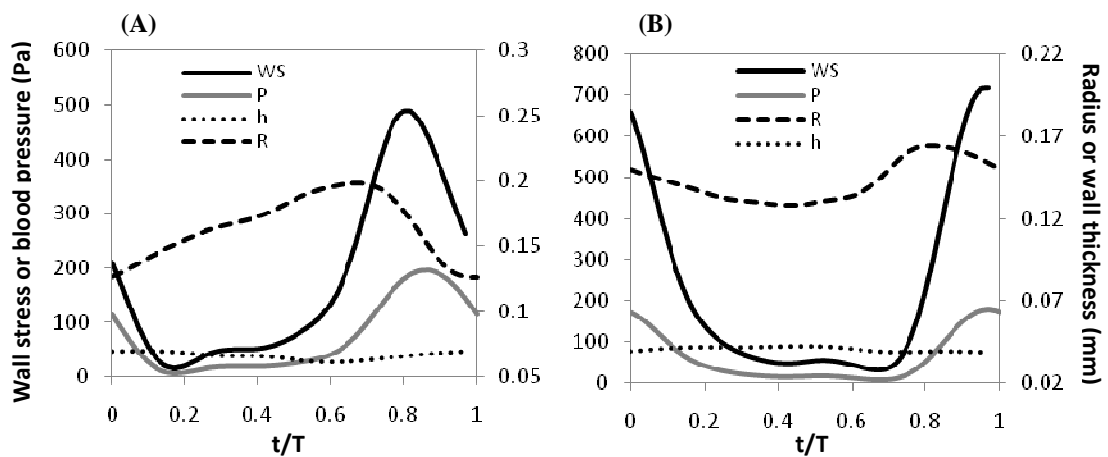 (A)
(B)
Wall stress or blood pressure (Pa)
600
500
400
300
200
100
0
0.3
0.25
0.2
0.15
0.1
0.05
WS
P
h
R
0
0.2
0.4
0.6
0.8
1
t/T
800
700
600
500
400
300
200
100
0
0.22
0.17
0.12
0.07
0.02
WS
P
R
h
0
0.2
0.4
0.6
0.8
1
t/T
Radius or wall thickness (mm)